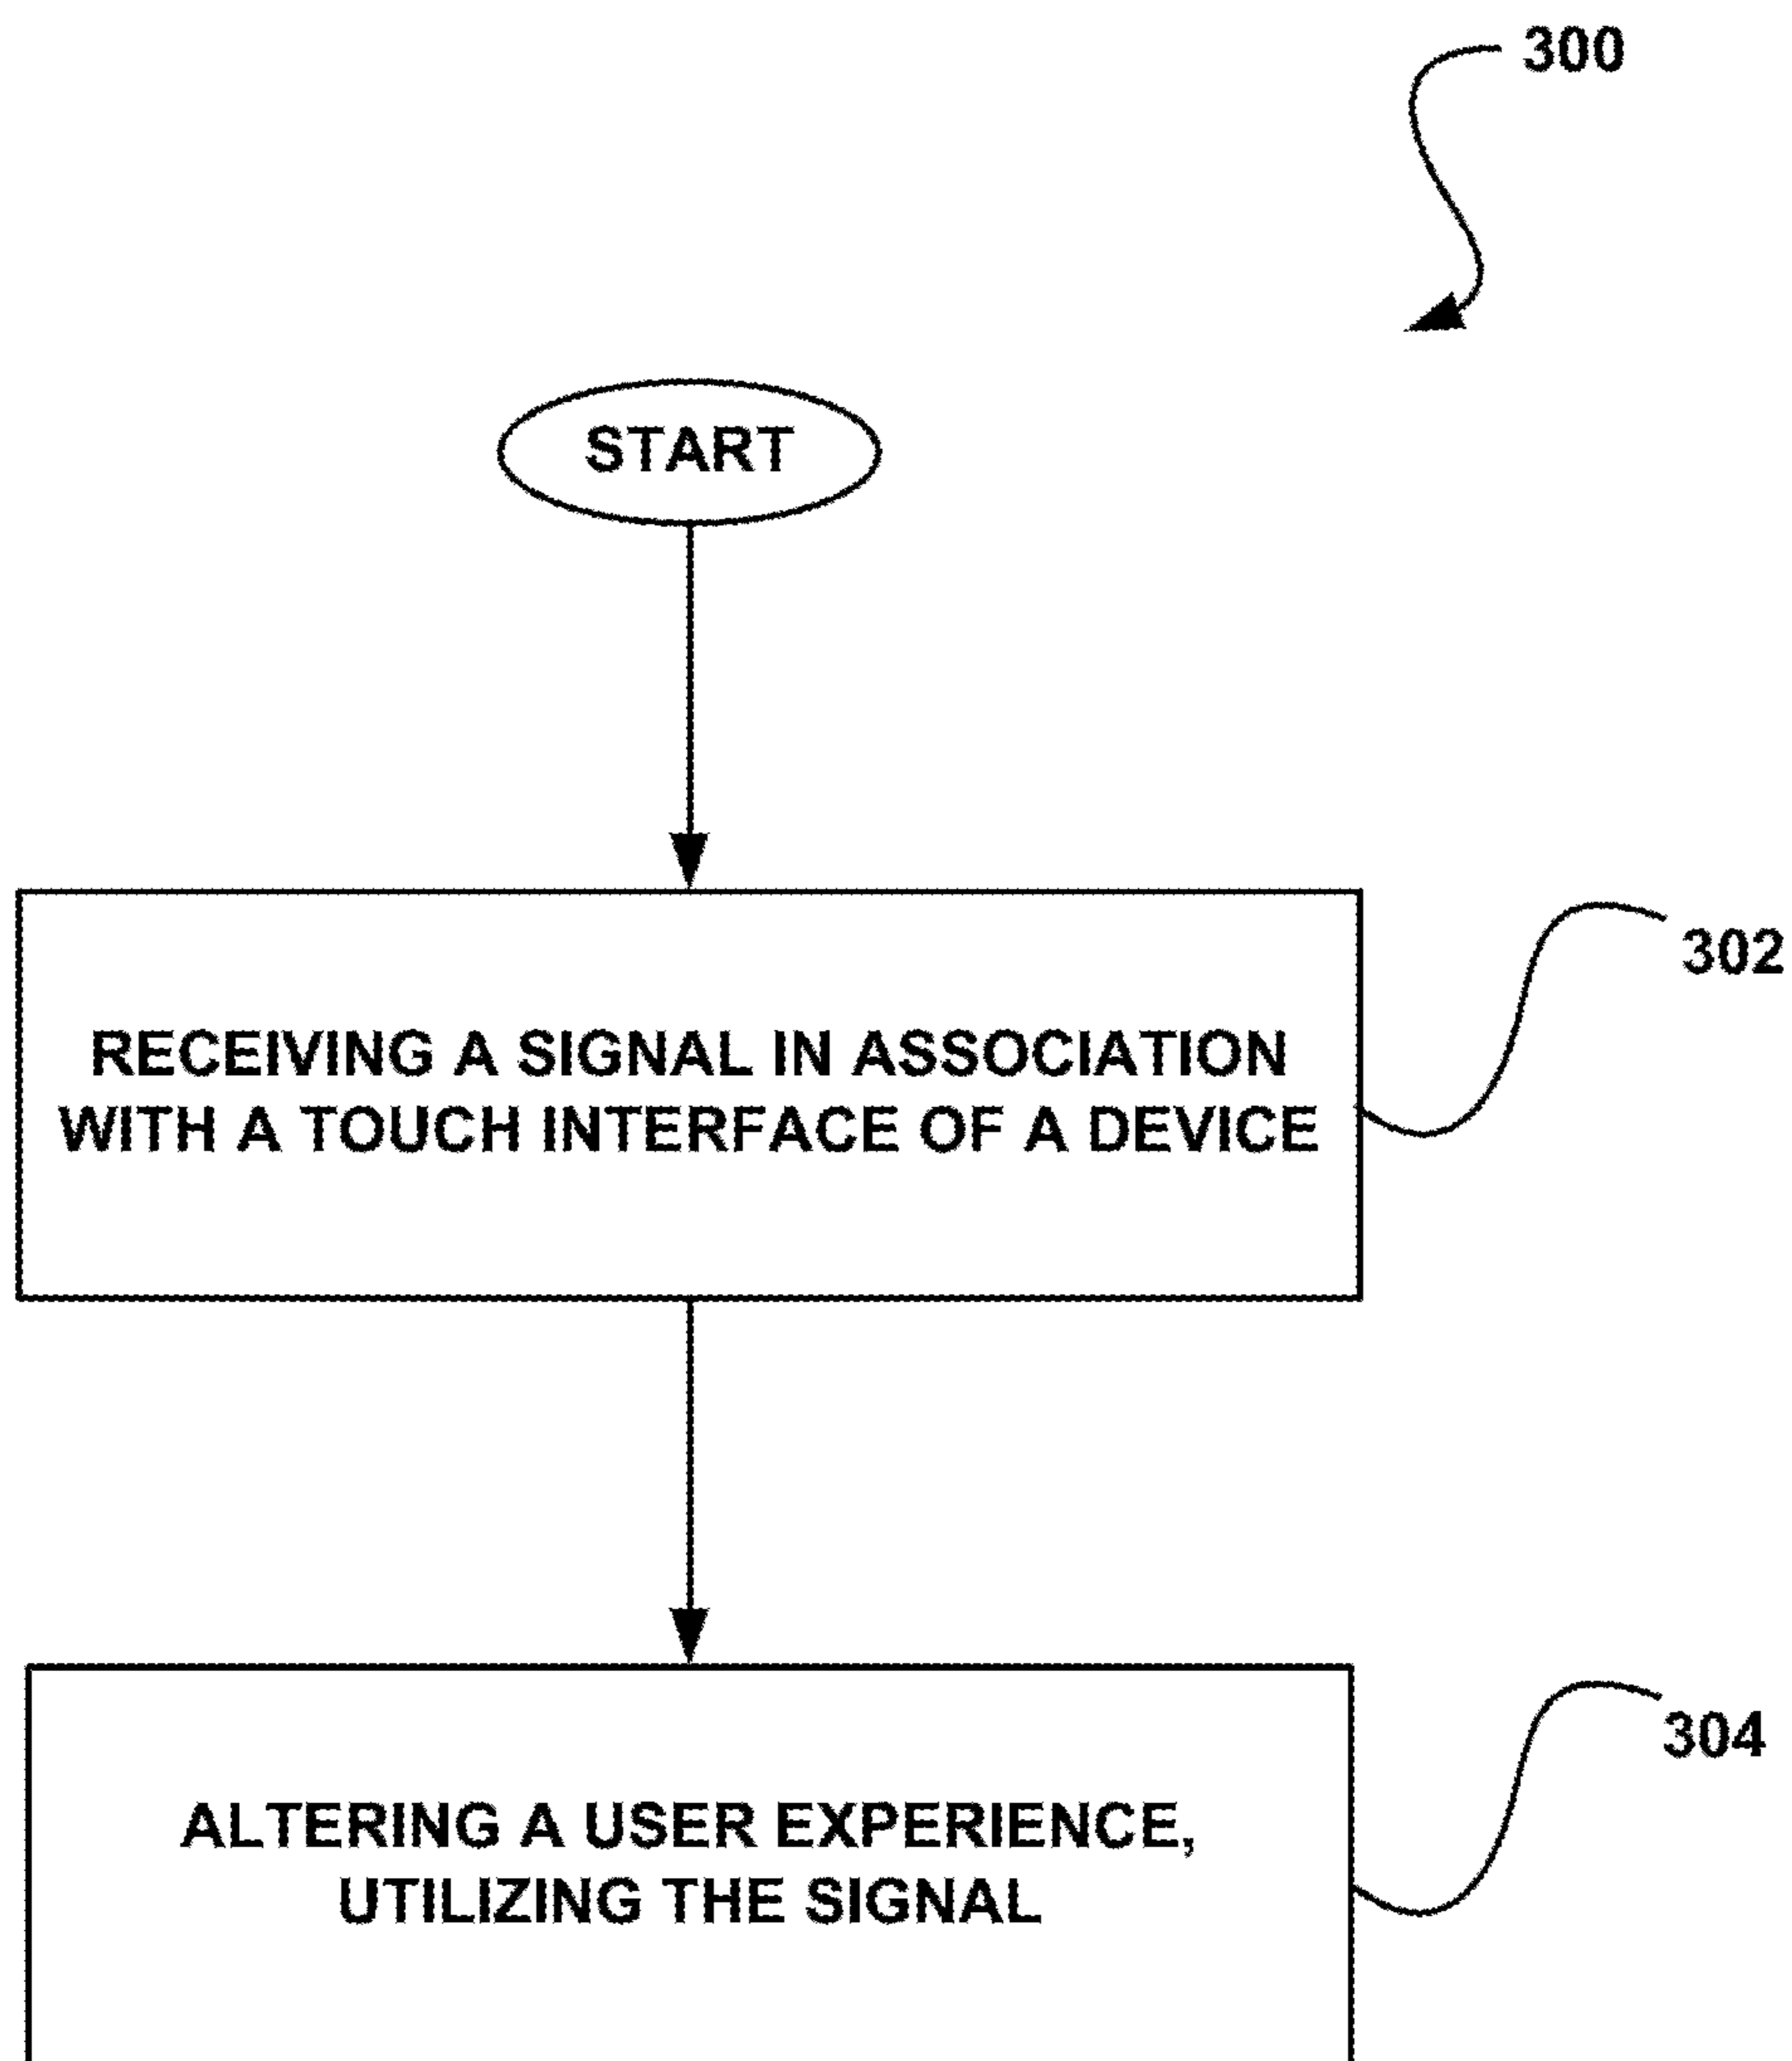 300
START
302
RECEIVING A SIGNAL IN ASSOCIATION
WITH A TOUCH INTERFACE OF A DEVICE
304
ALTERING A USER EXPERIENCE,
UTILIZING THE SIGNAL